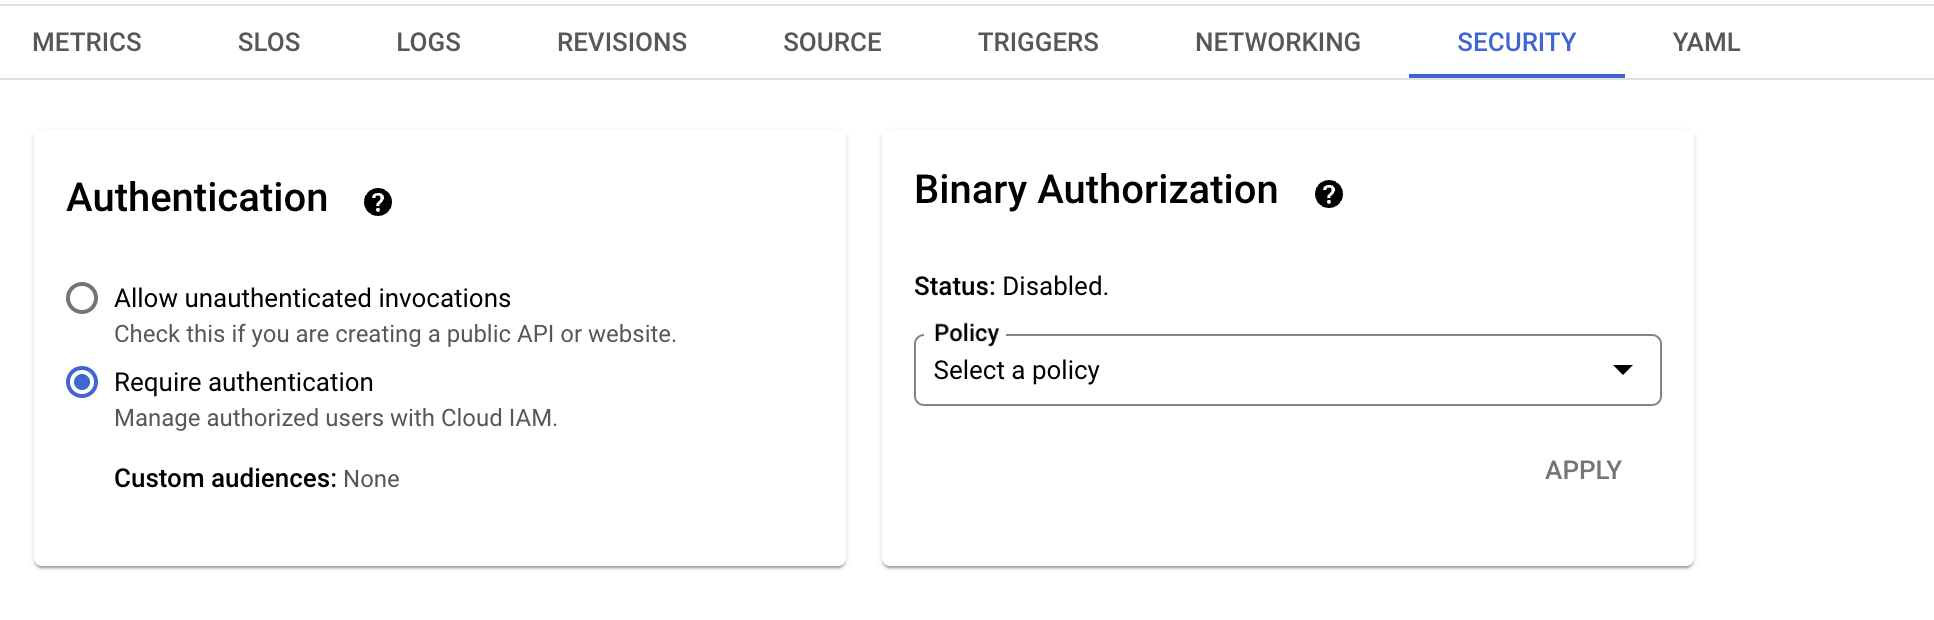 METRICS SLOS LOGS REVISIONS SOURCE TRIGGERS NETWORKING SECURITY YAML
Authentication ?
Allow unauthenticated invocations
Check this if you are creating a public API or website.
Require authentication
Manage authorized users with Cloud IAM.
Custom audiences: None
Binary Authorization ?
Status: Disabled.
Policy
Select a policy
APPLY